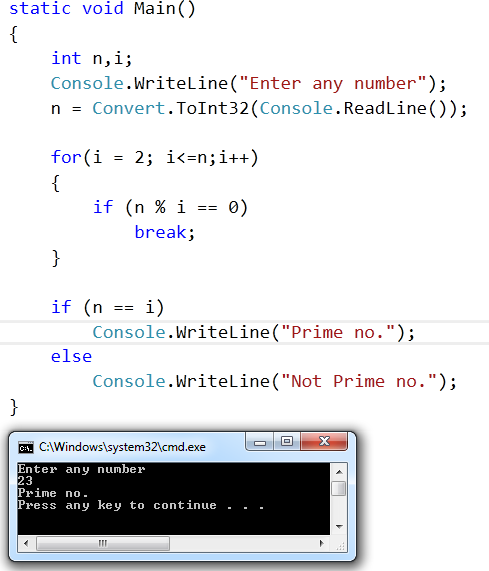 static void Main()
{
int n,i;
Console.WriteLine("Enter any number");
n = Convert.ToInt32(Console.ReadLine());
for(i = 2; i<=n;i++)
{
if (n % i == 0)
break;
}
if (n == i)
Console.WriteLine("Prime no.");
else
Console.WriteLine("Not Prime no.");
}
C:\Windows\system32\cmd.exe
Enter any number
23
Prime no.
Press any key to continue . . .